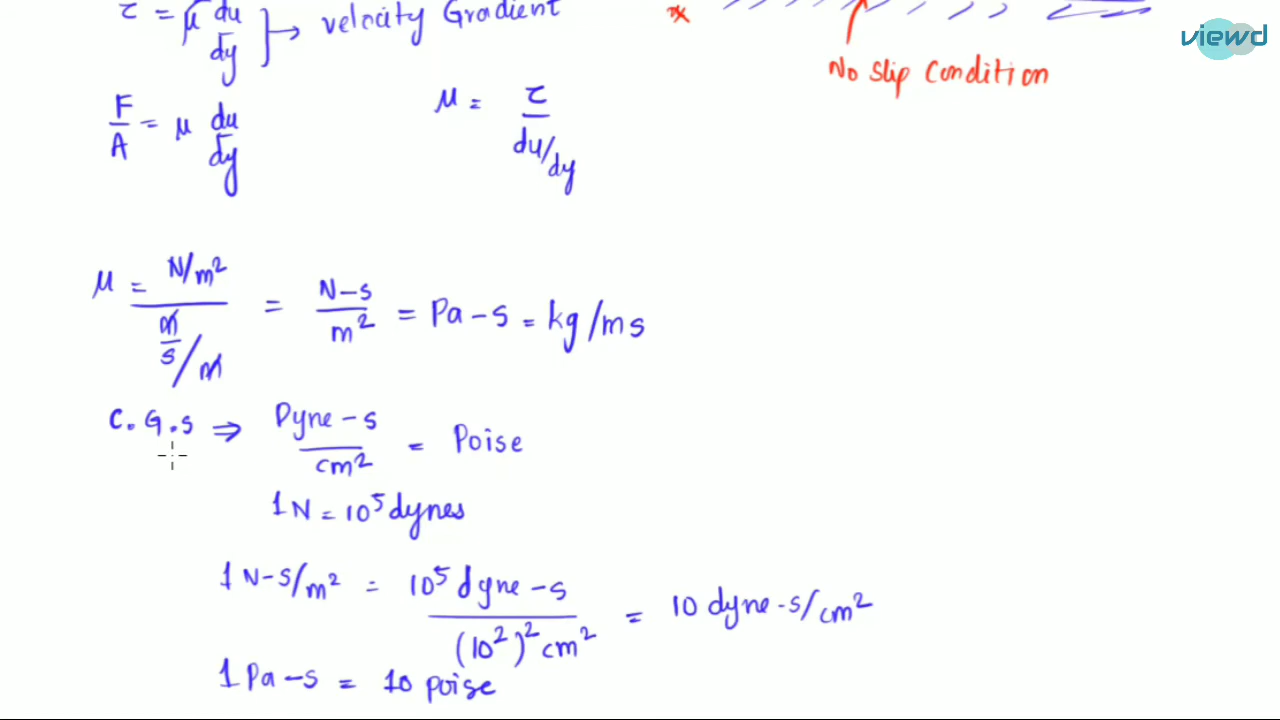 τ = μ du/dy } → velocity Gradient
*
viewd
No slip Condition
F/A = μ du/dy
μ = τ / du/dy
μ = N/m² / m/s/m = N-s/m² = Pa-s = kg/ms
C.G.S ⇒ Dyne-s/cm² = Poise
1N = 10⁵ dynes
1 N-s/m² = 10⁵ dyne-s/(10²)² cm² = 10 dyne-s/cm²
1 Pa-s = 10 poise